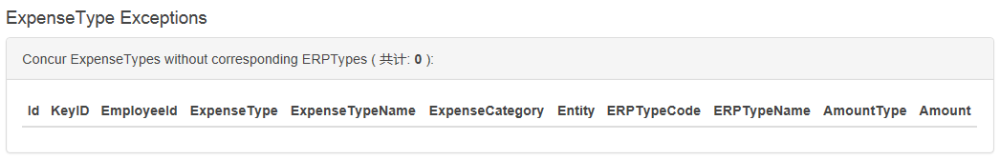 ExpenseType Exceptions
Concur ExpenseTypes without corresponding ERPTypes ( 共计: 0 ):
Id KeyID EmployeeId ExpenseType ExpenseTypeName ExpenseCategory Entity ERPTypeCode ERPTypeName AmountType Amount